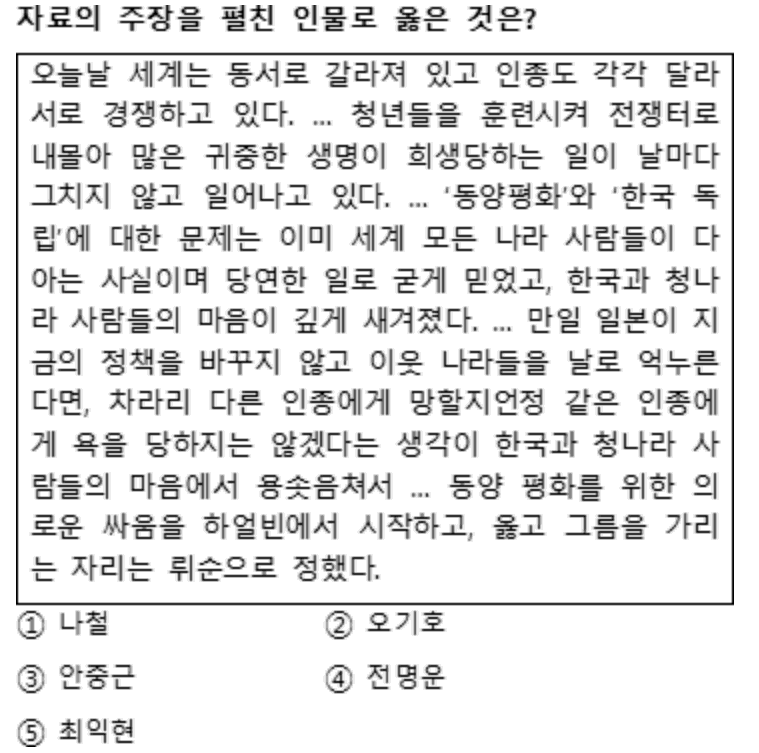 자료의 주장을 펼친 인물로 옳은 것은?
오늘날 세계는 동서로 갈라져 있고 인종도 각각 달라
서로 경쟁하고 있다. ... 청년들을 훈련시켜 전쟁터로
내몰아 많은 귀중한 생명이 희생당하는 일이 날마다
그치지 않고 일어나고 있다. ... '동양평화'와 '한국 독
립'에 대한 문제는 이미 세계 모든 나라 사람들이 다
아는 사실이며 당연한 일로 굳게 믿었고, 한국과 청나
라 사람들의 마음이 깊게 새겨졌다. ... 만일 일본이 지
금의 정책을 바꾸지 않고 이웃 나라들을 날로 억누른
다면, 차라리 다른 인종에게 망할지언정 같은 인종에
게 욕을 당하지는 않겠다는 생각이 한국과 청나라 사
람들의 마음에서 용솟음쳐서 ... 동양 평화를 위한 의
로운 싸움을 하얼빈에서 시작하고, 옳고 그름을 가리
는 자리는 뤼순으로 정했다.
① 나철 ② 오기호
③ 안중근 ④ 전명운
⑤ 최익현